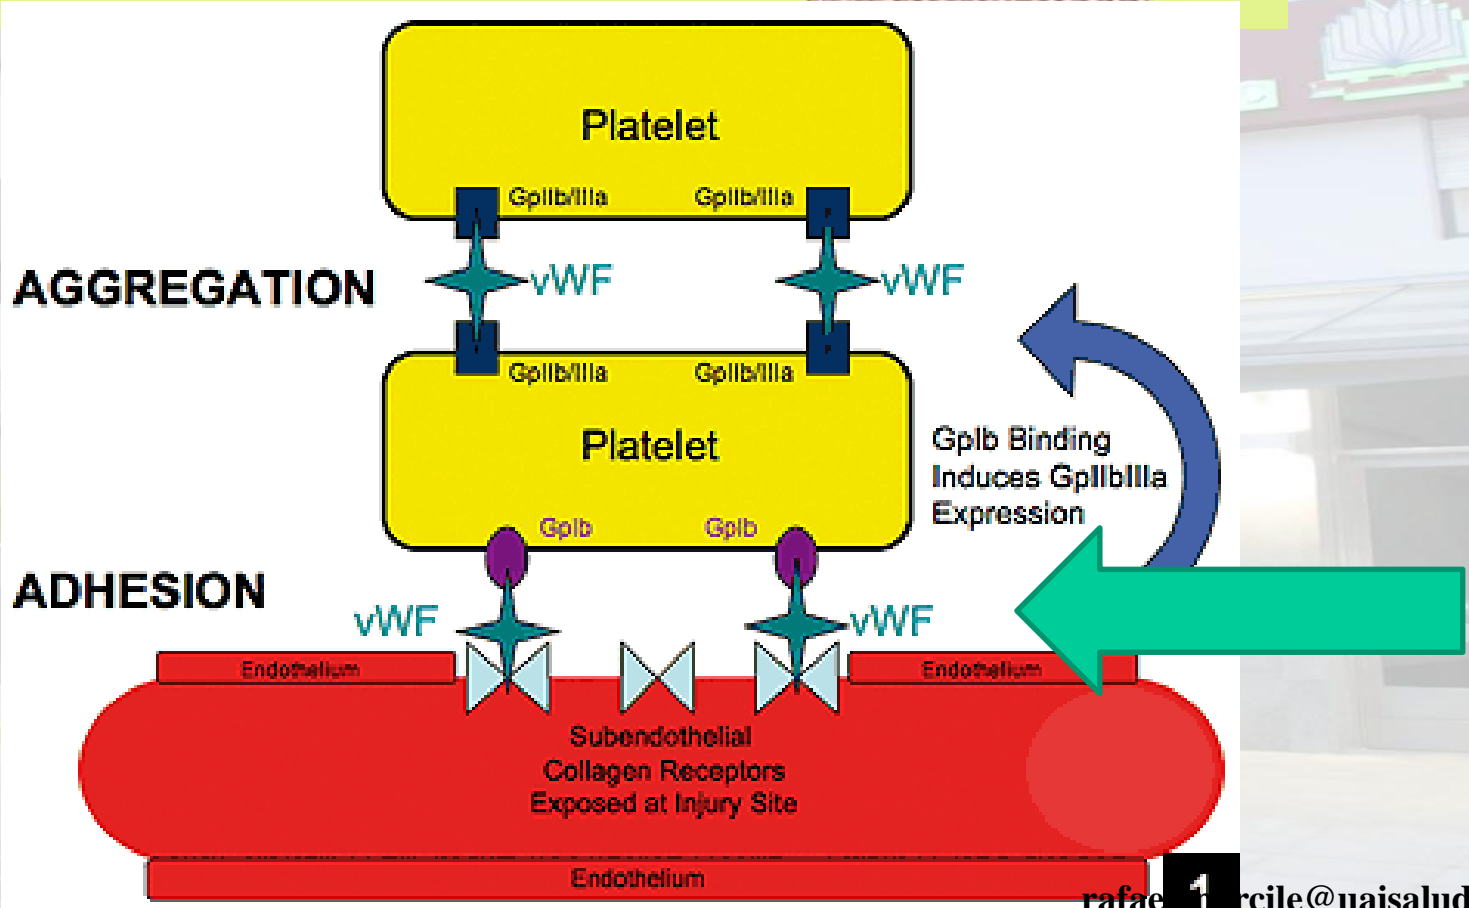 Platelet
GpIIb/IIIa GpIIb/IIIa
AGGREGATION
vWF vWF
GpIIb/IIIa GpIIb/IIIa
Platelet
GpIb Binding
Induces GpIIbIIIa
Expression
GpIb GpIb
ADHESION
vWF vWF
Endothelium Endothelium
Subendothelial
Collagen Receptors
Exposed at Injury Site
Endothelium
1